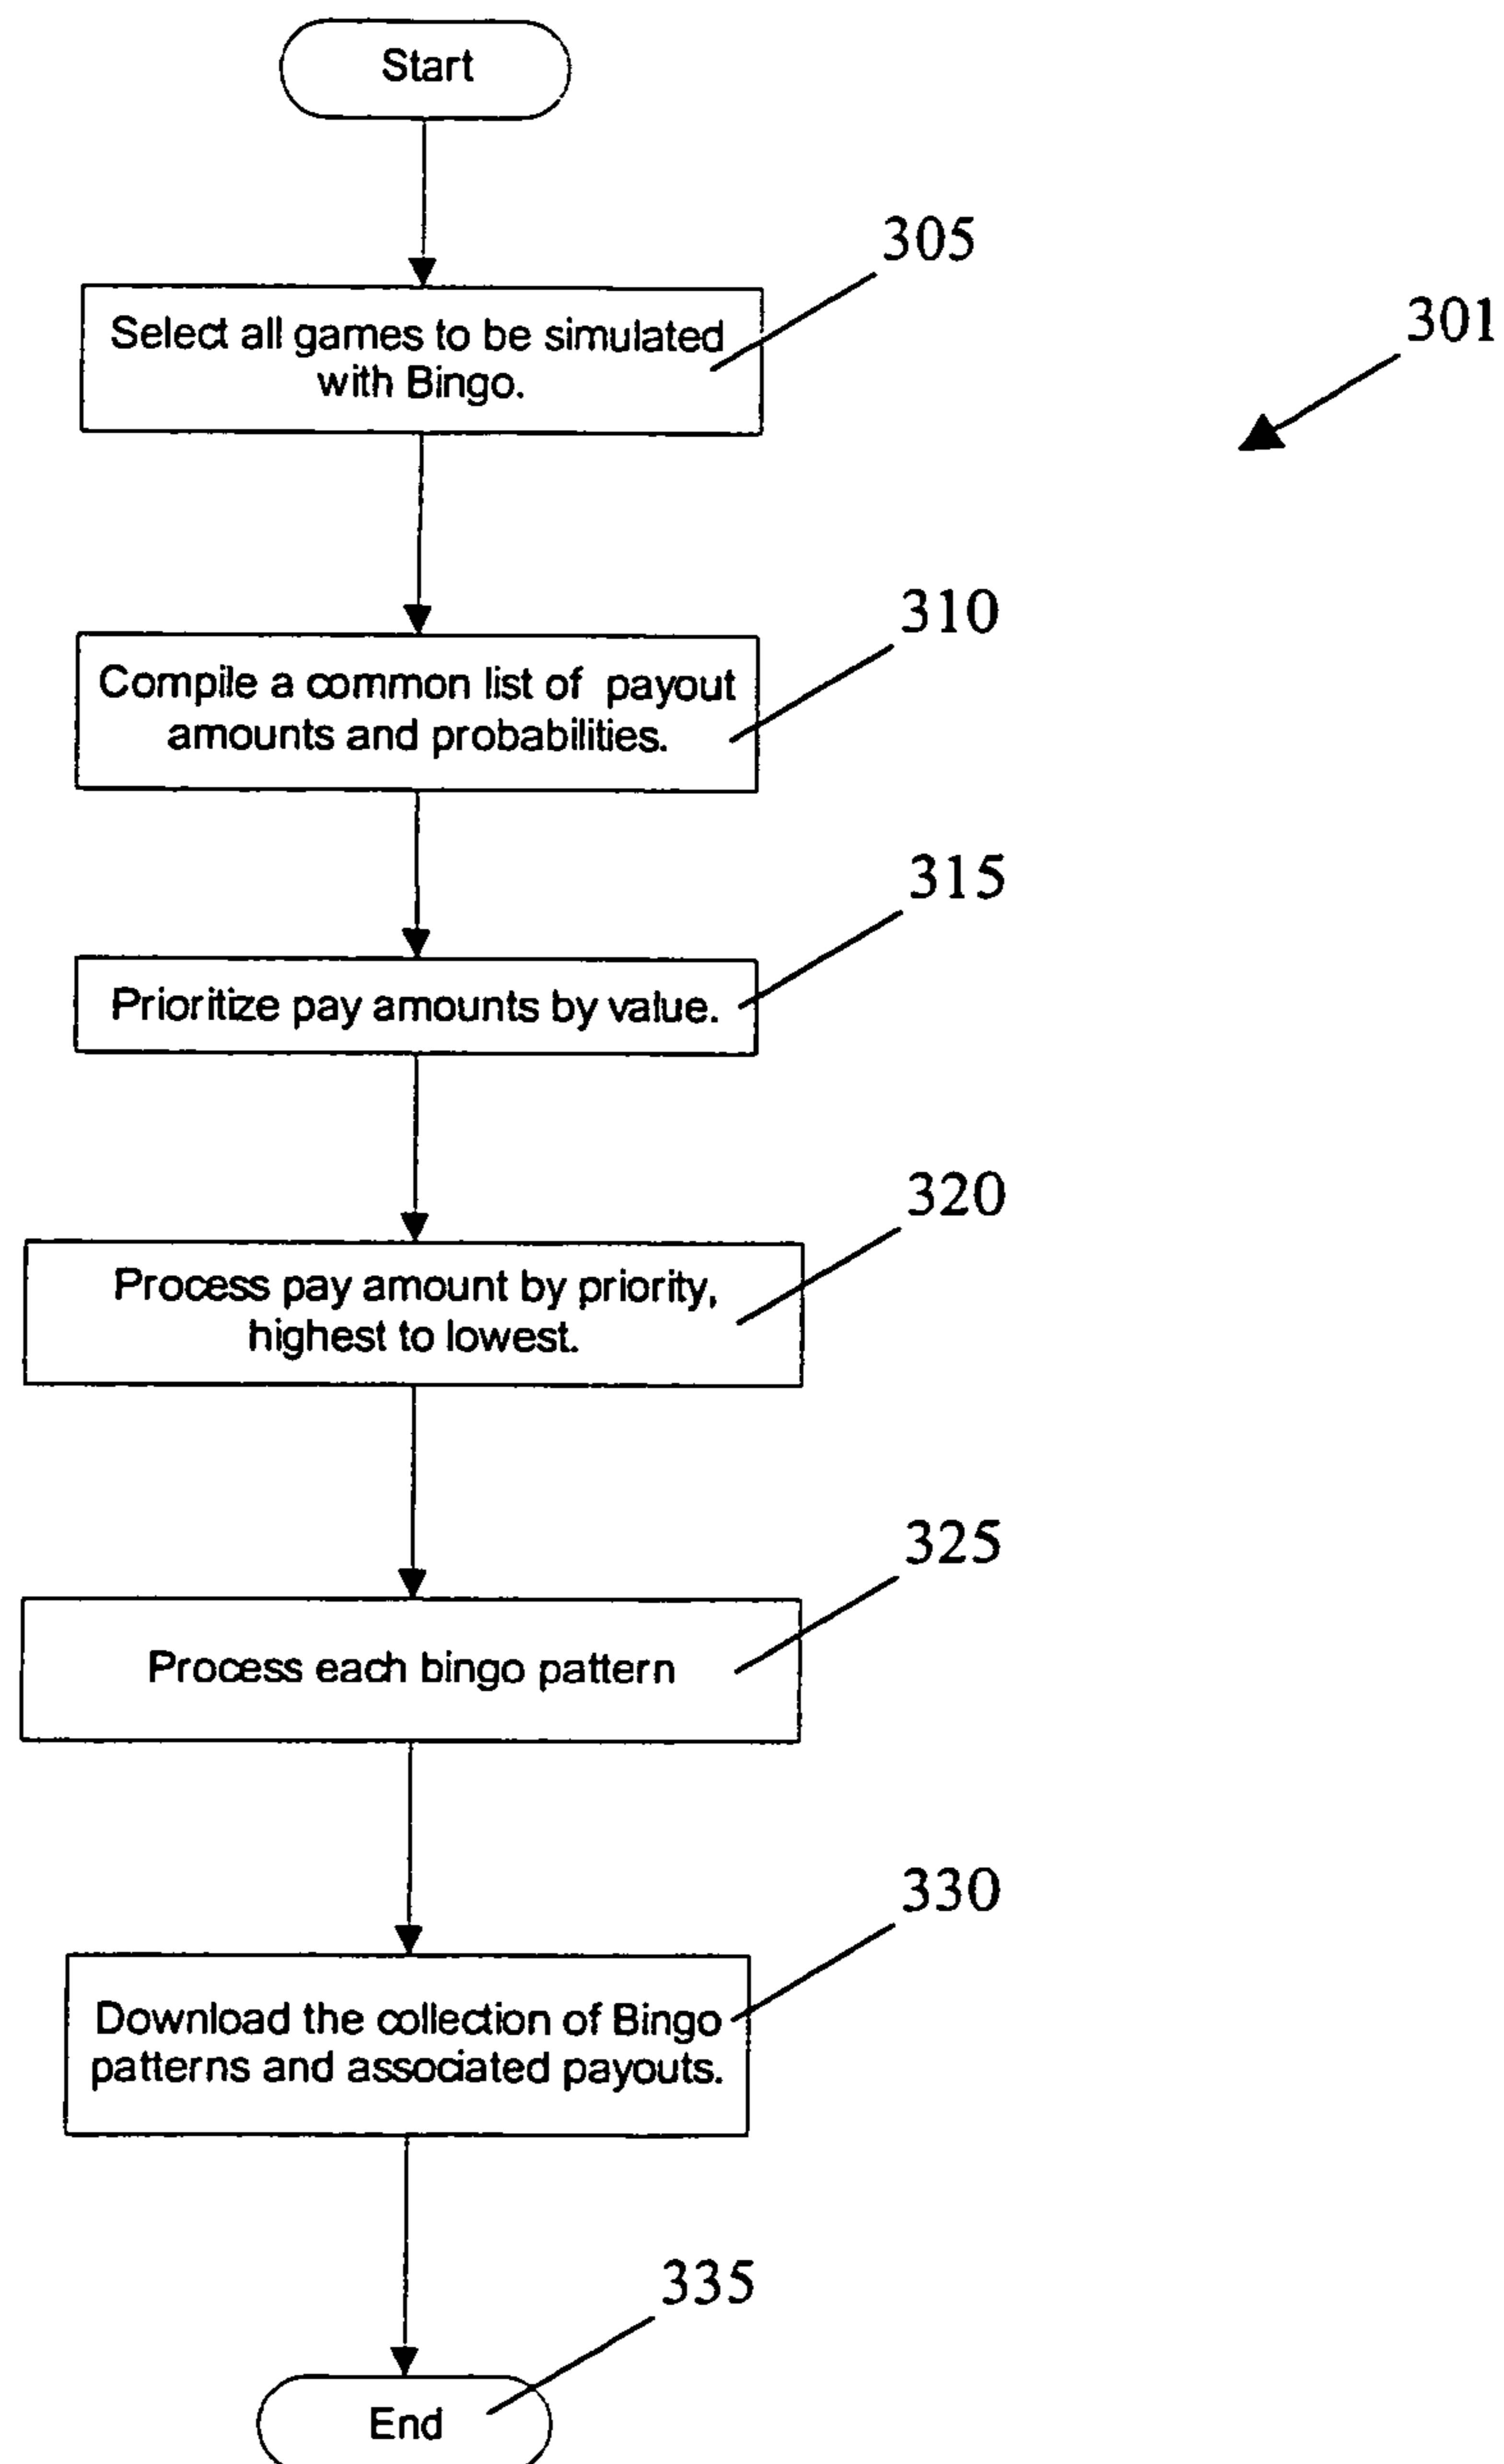 Start
305
Select all games to be simulated
with Bingo.
301
310
Compile a common list of payout
amounts and probabilities.
315
Prioritize pay amounts by value.
320
Process pay amount by priority,
highest to lowest.
325
Process each bingo pattern
330
Download the collection of Bingo
patterns and associated payouts.
335
End